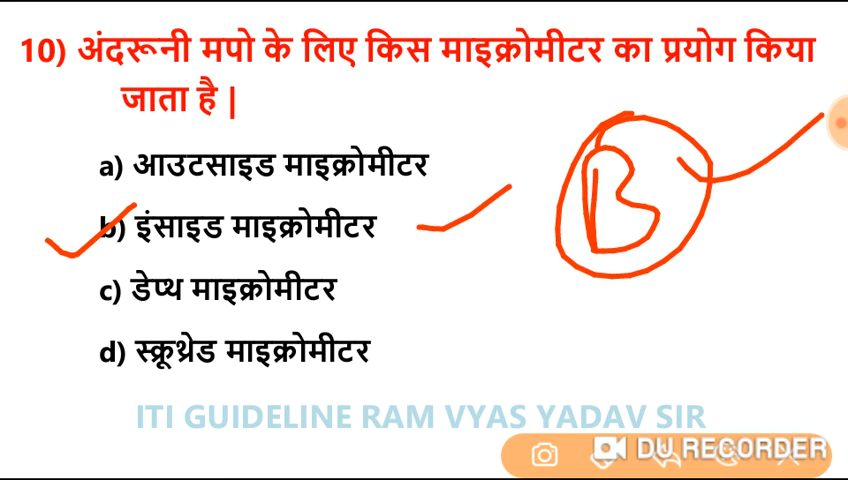 10) अंदरूनी मपो के लिए किस माइक्रोमीटर का प्रयोग किया
जाता है |
a) आउटसाइड माइक्रोमीटर
b) इंसाइड माइक्रोमीटर
B
c) डेप्थ माइक्रोमीटर
d) स्क्रूथ्रेड माइक्रोमीटर
ITI GUIDELINE RAM VYAS YADAV SIR
DU RECORDER